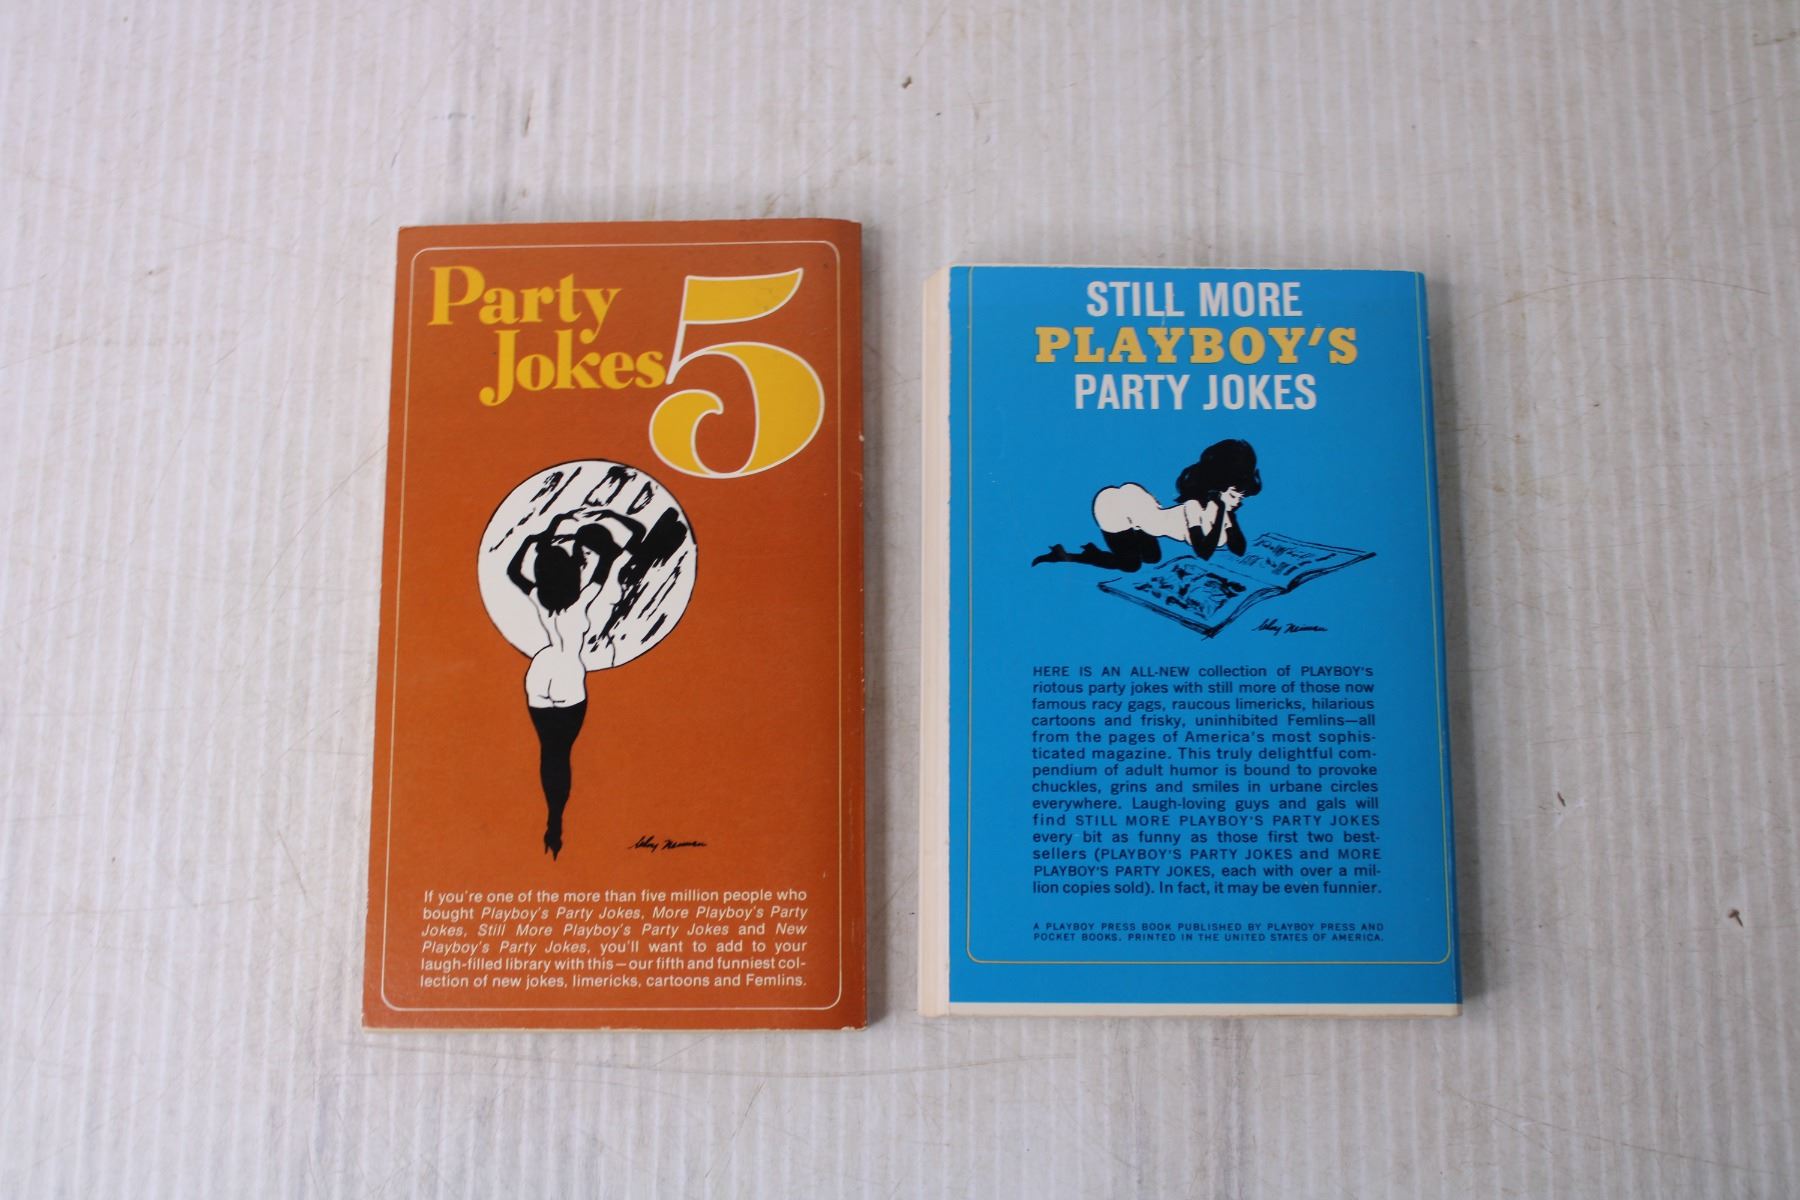 Party
Jokes 5
LeRoy Neiman
If you're one of the more than five million people who
bought Playboy's Party Jokes, More Playboy's Party
Jokes, Still More Playboy's Party Jokes and New
Playboy's Party Jokes, you'll want to add to your
laugh-filled library with this—our fifth and funniest col-
lection of new jokes, limericks, cartoons and Femlins.
STILL MORE
PLAYBOY'S
PARTY JOKES
LeRoy Neiman
HERE IS AN ALL-NEW collection of PLAYBOY'S
riotous party jokes with still more of those now
famous racy gags, raucous limericks, hilarious
cartoons and frisky, uninhibited Femlins—all
from the pages of America's most sophis-
ticated magazine. This truly delightful com-
pendium of adult humor is bound to provoke
chuckles, grins and smiles in urbane circles
everywhere. Laugh-loving guys and gals will
find STILL MORE PLAYBOY'S PARTY JOKES
every bit as funny as those first two best-
sellers (PLAYBOY'S PARTY JOKES and MORE
PLAYBOY'S PARTY JOKES, each with over a mil-
lion copies sold). In fact, it may be even funnier.
A PLAYBOY PRESS BOOK PUBLISHED BY PLAYBOY PRESS AND
POCKET BOOKS. PRINTED IN THE UNITED STATES OF AMERICA.